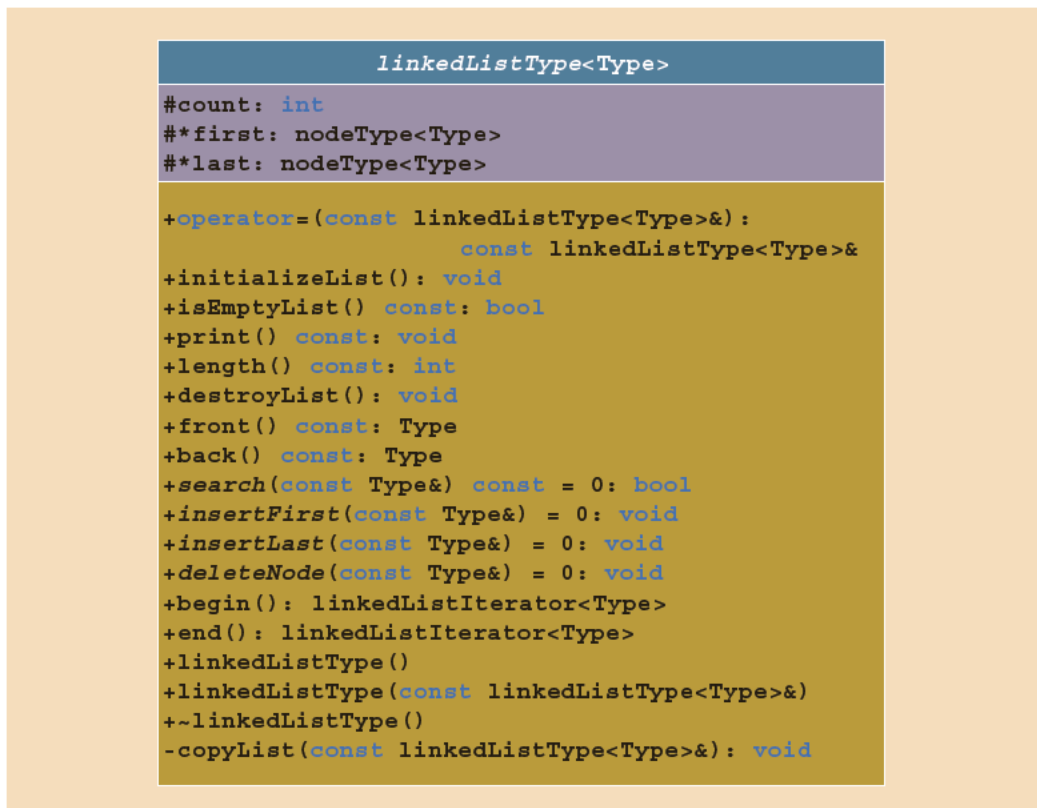 linkedListType<Type>
#count: int
#*first: nodeType<Type>
#*last: nodeType<Type>
+operator=(const linkedListType<Type>&):
const linkedListType<Type>&
+initializeList(): void
+isEmptyList() const: bool
+print() const: void
+length() const: int
+destroyList(): void
+front() const: Type
+back() const: Type
+search(const Type&) const = 0: bool
+insertFirst(const Type&) = 0: void
+insertLast(const Type&) = 0: void
+deleteNode(const Type&) = 0: void
+begin(): linkedListIterator<Type>
+end(): linkedListIterator<Type>
+linkedListType()
+linkedListType(const linkedListType<Type>&)
+~linkedListType()
-copyList(const linkedListType<Type>&): void